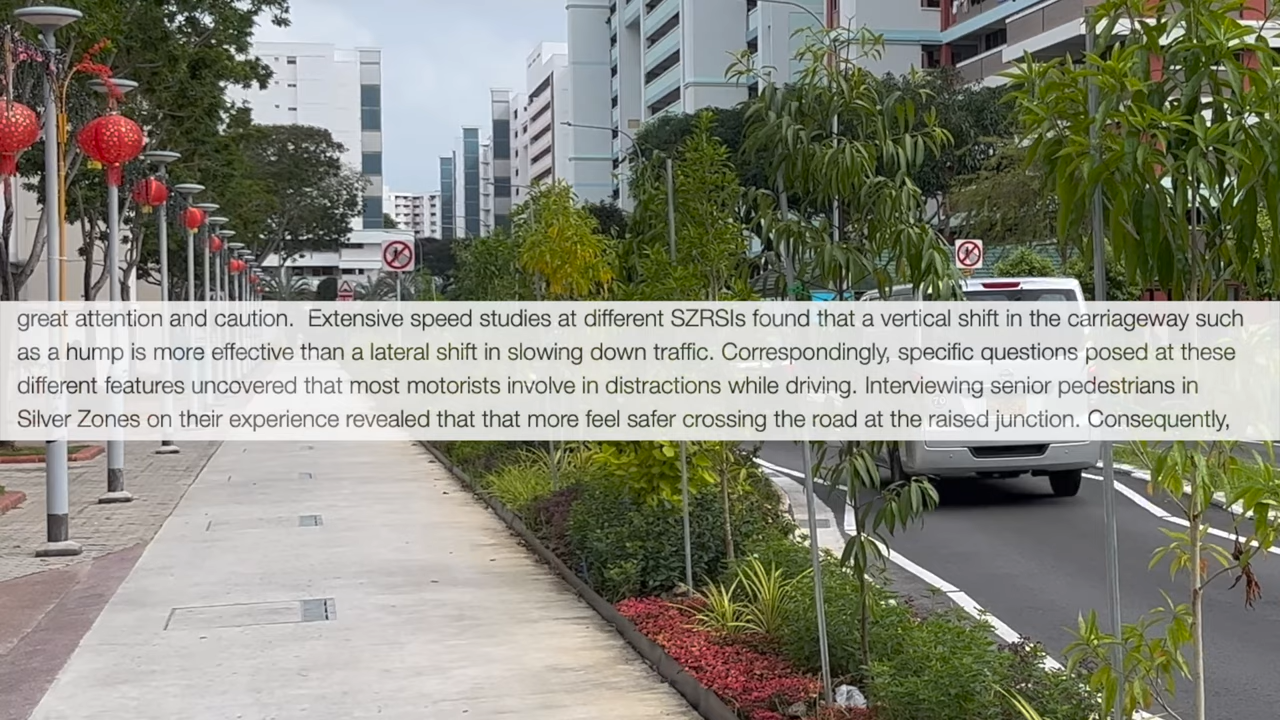 great attention and caution.  Extensive speed studies at different SZRSIs found that a vertical shift in the carriageway such
as a hump is more effective than a lateral shift in slowing down traffic. Correspondingly, specific questions posed at these
different features uncovered that most motorists involve in distractions while driving. Interviewing senior pedestrians in
Silver Zones on their experience revealed that that more feel safer crossing the road at the raised junction. Consequently,